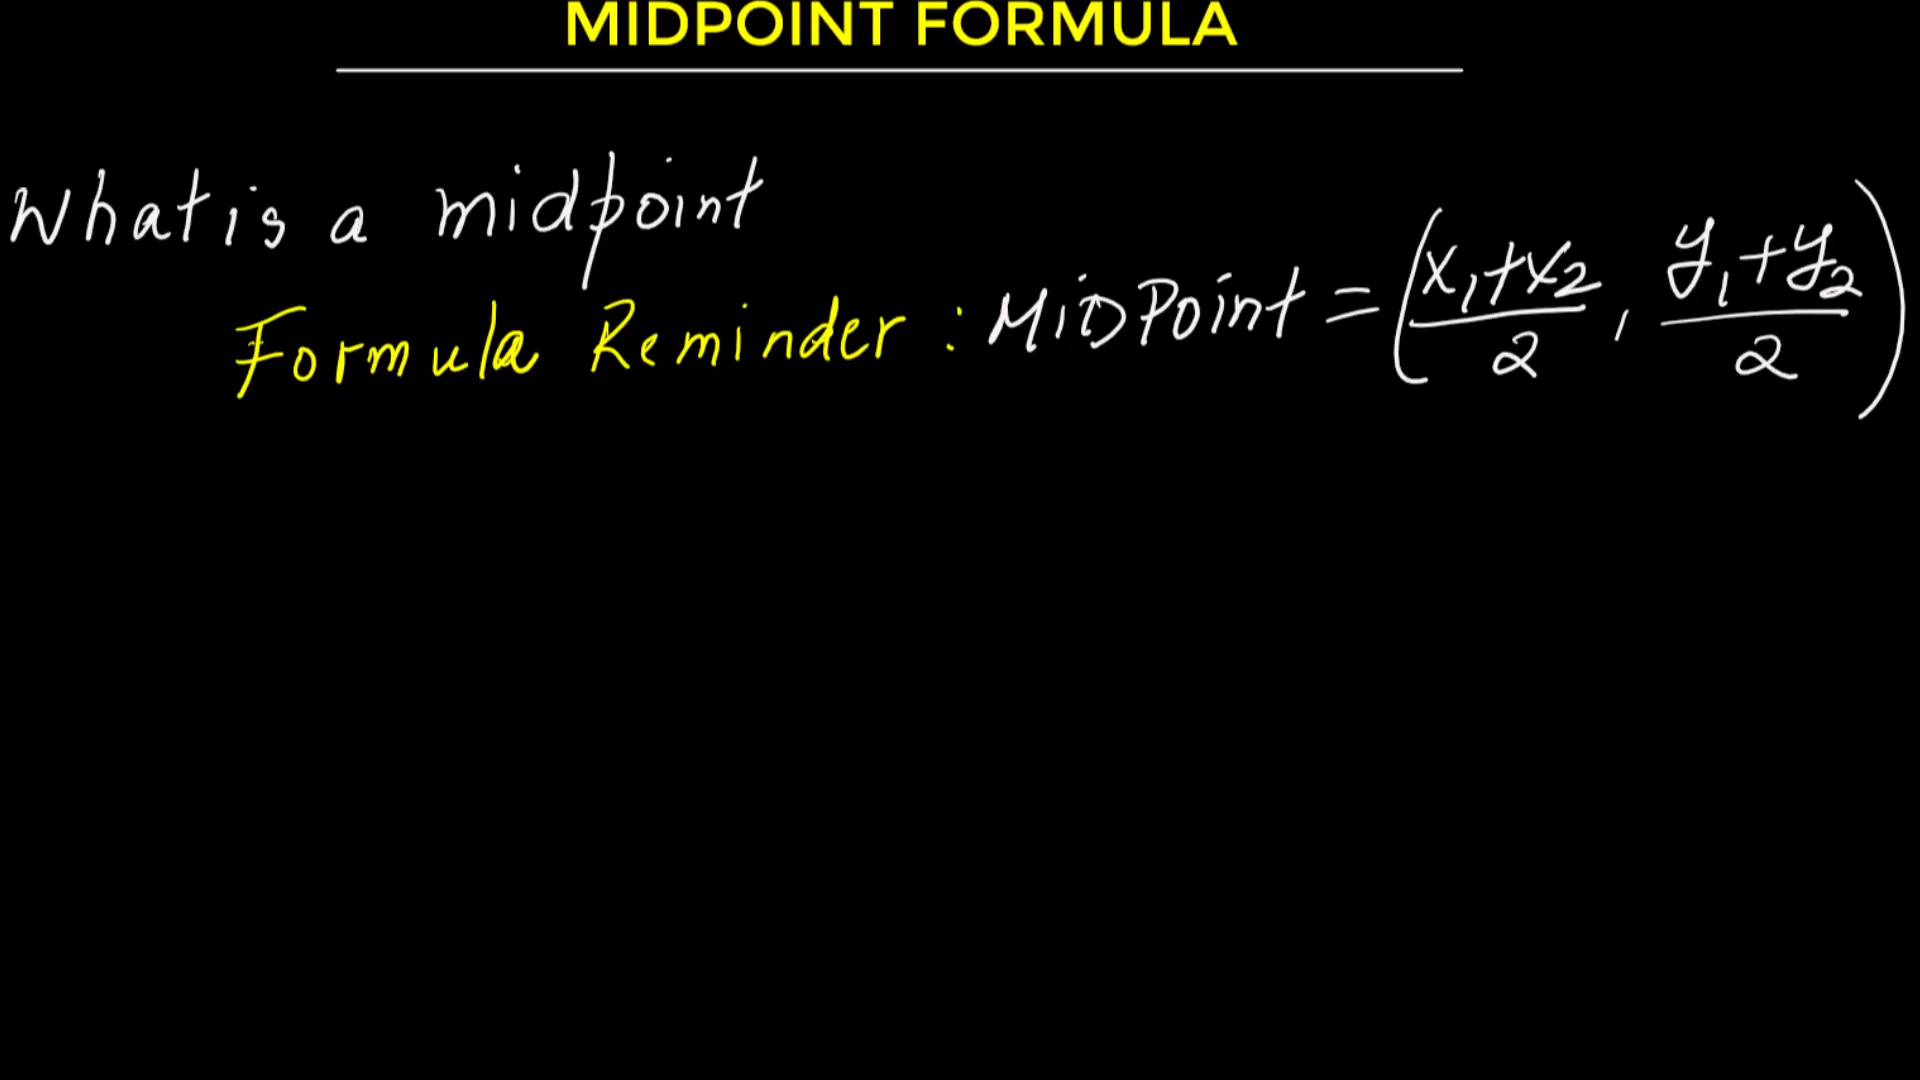 MIDPOINT FORMULA
What is a midpoint
Formula Reminder : MiDPoint = (x₁+x₂/2 , y₁+y₂/2)